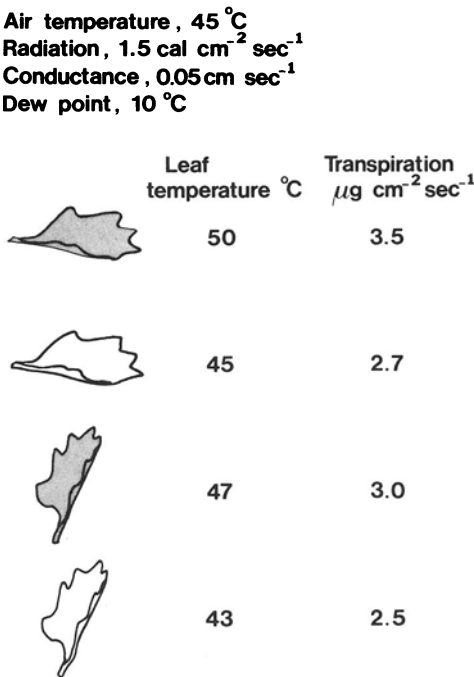 Air temperature, 45 °C
Radiation, 1.5 cal cm⁻² sec⁻¹
Conductance, 0.05 cm sec⁻¹
Dew point, 10 °C
Leaf temperature °C
Transpiration µg cm⁻² sec⁻¹
50 3.5
45 2.7
47 3.0
43 2.5